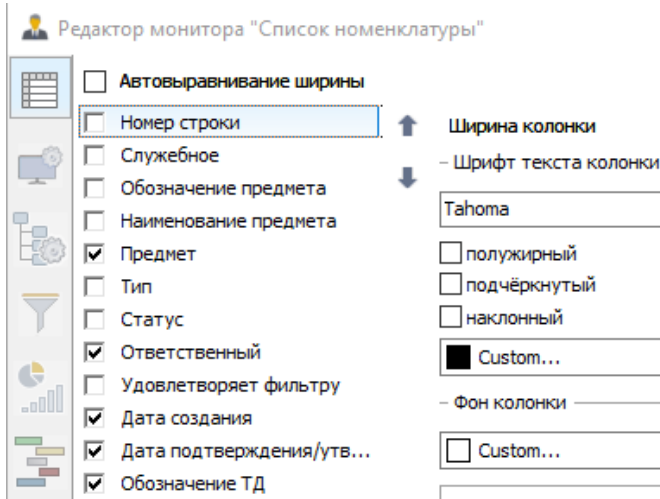 Редактор монитора "Список номенклатуры"
Автовыравнивание ширины
Номер строки
Служебное
Обозначение предмета
Наименование предмета
Предмет
Тип
Статус
Ответственный
Удовлетворяет фильтру
Дата создания
Дата подтверждения/утв...
Обозначение ТД
Ширина колонки
Шрифт текста колонки
Tahoma
полужирный
подчёркнутый
наклонный
Custom...
Фон колонки
Custom...